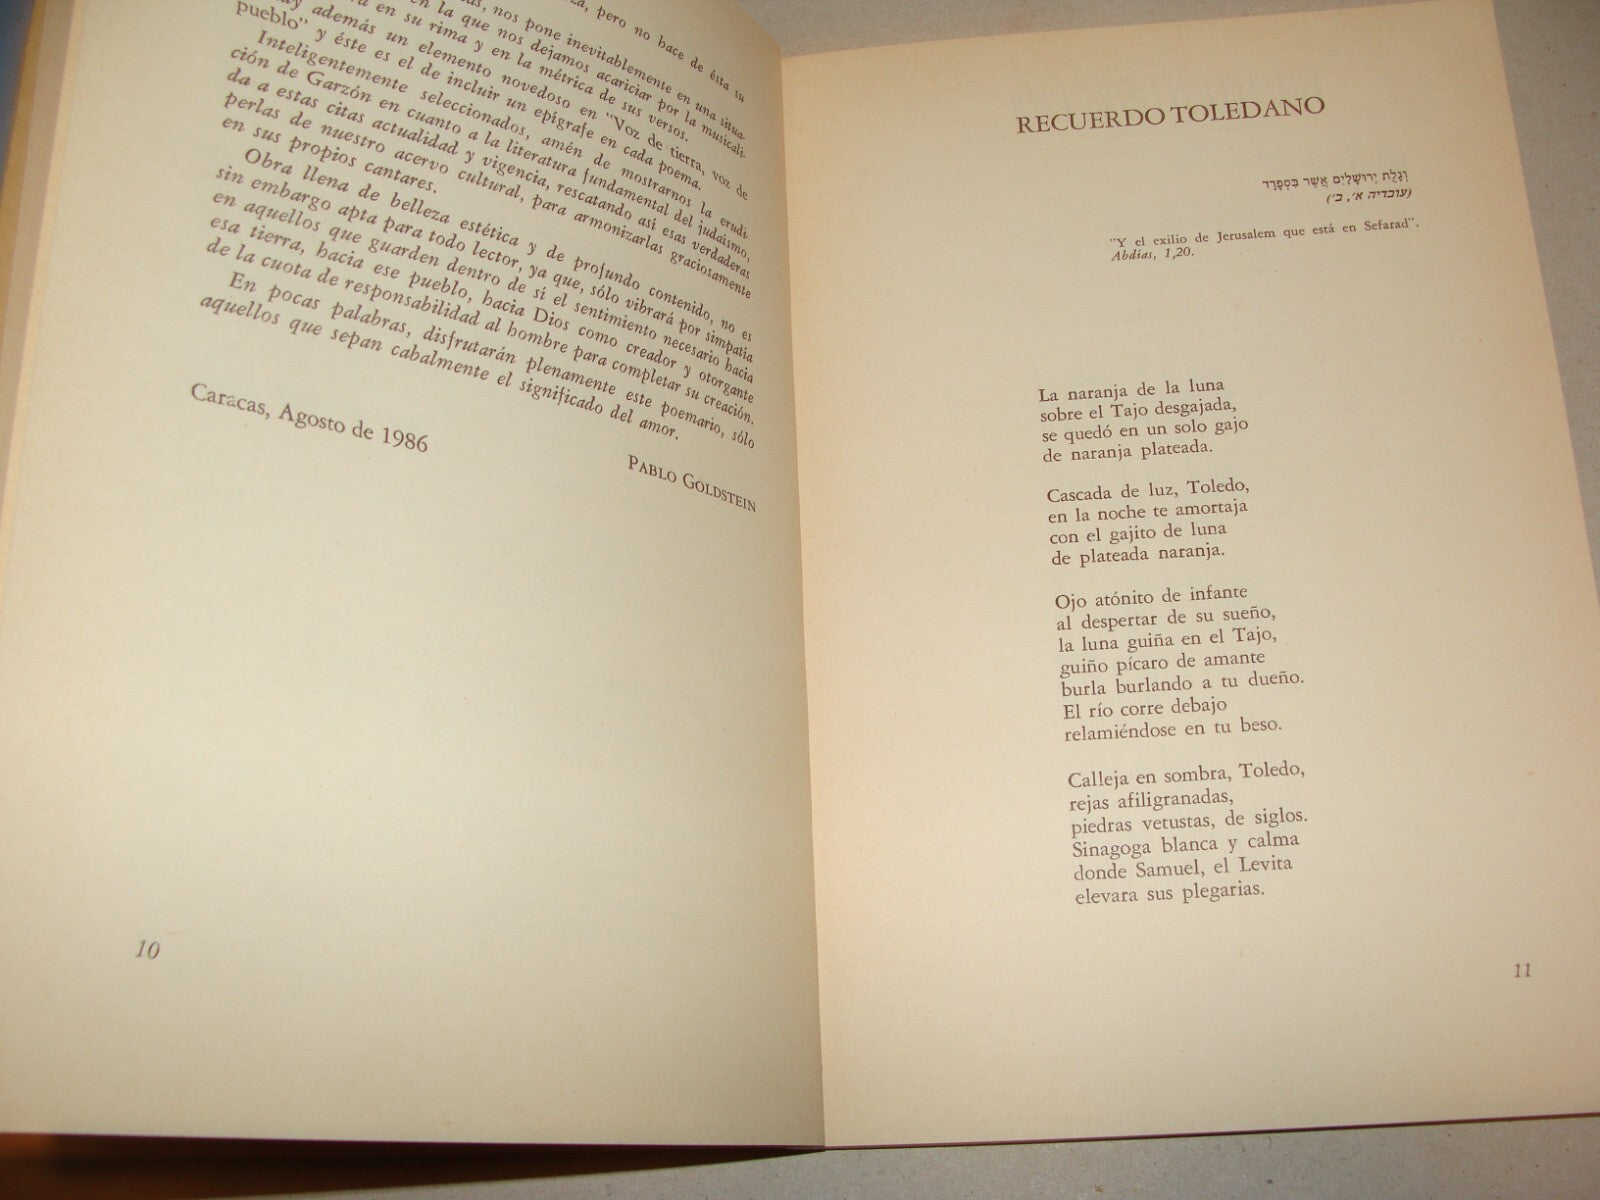 pero no hace de ésta su
nos pone inevitablemente en una situa-
en la que nos dejamos acariciar por la musicali-
en su rima y en la métrica de sus versos.
además un elemento novedoso en "Voz de tierra, voz de
pueblo" y éste es el de incluir un epígrafe en cada poema.
Inteligentemente seleccionados, amén de mostrarnos la erudi-
ción de Garzón en cuanto a la literatura fundamental del judaísmo,
da a estas citas actualidad y vigencia, rescatando así esas verdaderas
perlas de nuestro acervo cultural, para armonizarlas graciosamente
en sus propios cantares.
Obra llena de belleza estética y de profundo contenido, no es
sin embargo apta para todo lector, ya que, sólo vibrará por simpatía
en aquellos que guarden dentro de sí el sentimiento necesario hacia
esa tierra, hacia ese pueblo, hacia Dios como creador y otorgante
de la cuota de responsabilidad al hombre para completar su creación.
En pocas palabras, disfrutarán plenamente este poemario, sólo
aquellos que sepan cabalmente el significado del amor.
Caracas, Agosto de 1986
PABLO GOLDSTEIN
10
RECUERDO TOLEDANO
וְגָלֻת יְרוּשָׁלַיִם אֲשֶׁר בִּסְפָרַד
(עובדיה א', כ')
"Y el exilio de Jerusalem que está en Sefarad".
Abdías, 1,20.
La naranja de la luna
sobre el Tajo desgajada,
se quedó en un solo gajo
de naranja plateada.
Cascada de luz, Toledo,
en la noche te amortaja
con el gajito de luna
de plateada naranja.
Ojo atónito de infante
al despertar de su sueño,
la luna guiña en el Tajo,
guiño pícaro de amante
burla burlando a tu dueño.
El río corre debajo
relamiéndose en tu beso.
Calleja en sombra, Toledo,
rejas afiligranadas,
piedras vetustas, de siglos.
Sinagoga blanca y calma
donde Samuel, el Levita
elevara sus plegarias.
11